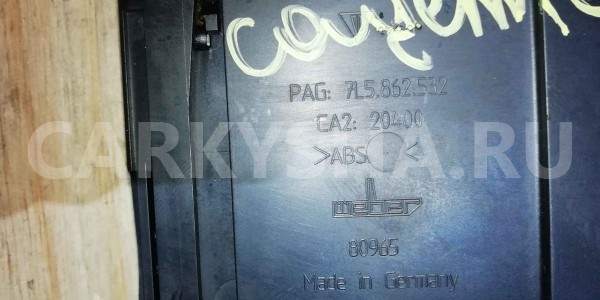 cayenne
PAG: 7L5.862.532
CA2: 20400
>ABS<
weber
80965
Made in Germany
CARKYSHA.RU